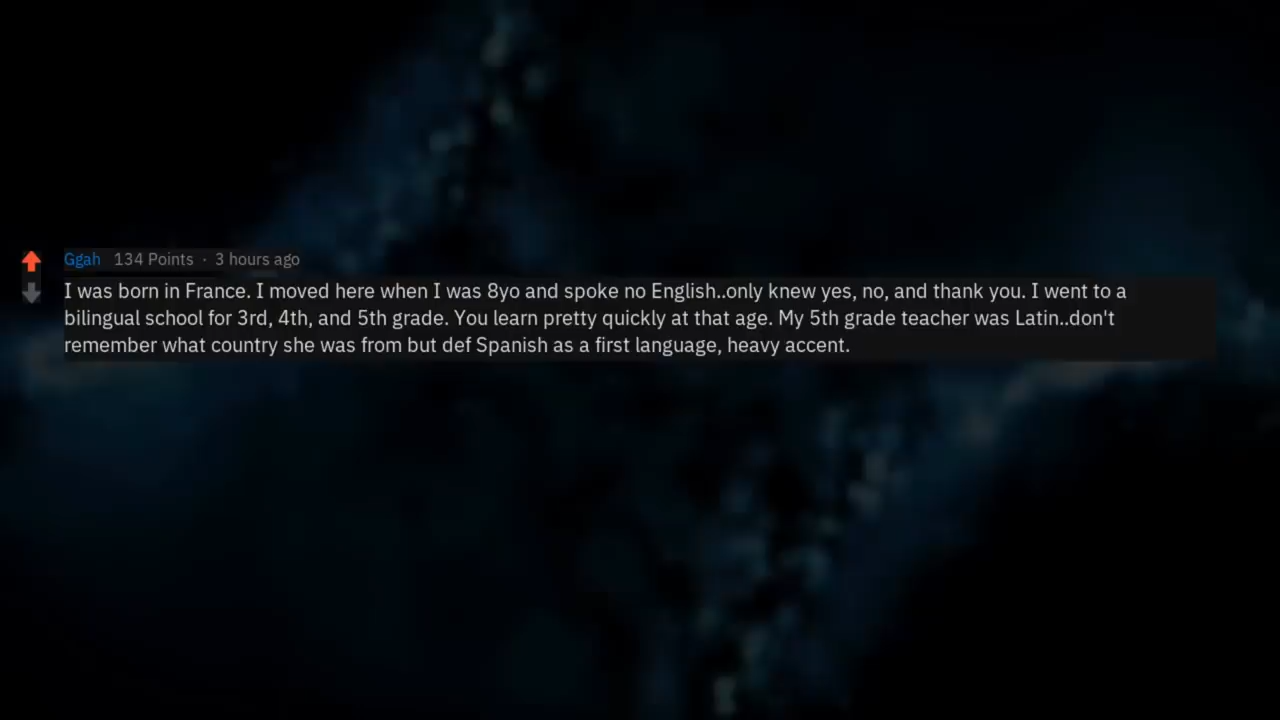 Ggah 134 Points · 3 hours ago
I was born in France. I moved here when I was 8yo and spoke no English..only knew yes, no, and thank you. I went to a
bilingual school for 3rd, 4th, and 5th grade. You learn pretty quickly at that age. My 5th grade teacher was Latin..don't
remember what country she was from but def Spanish as a first language, heavy accent.